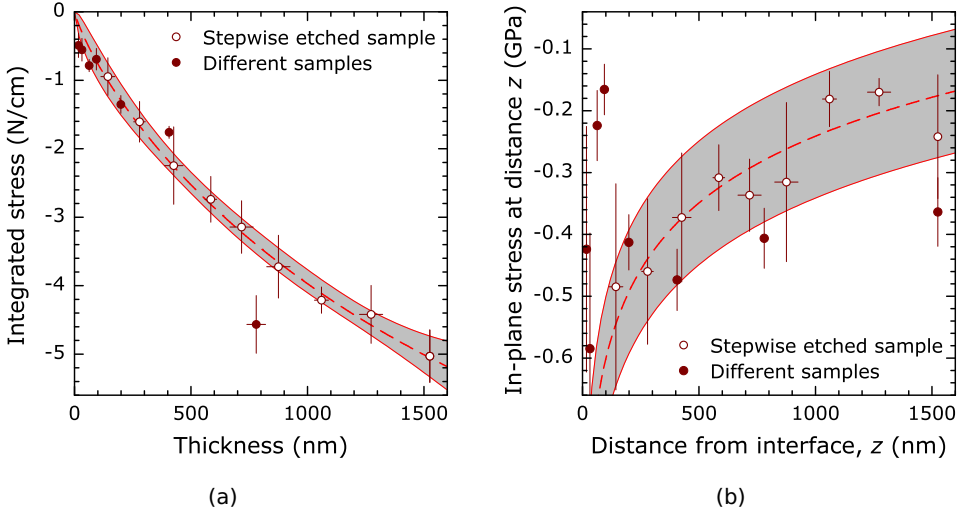 0
-1
-2
-3
-4
-5
0
500
1000
1500
Integrated stress (N/cm)
Thickness (nm)
Stepwise etched sample
Different samples
(a)
-0.1
-0.2
-0.3
-0.4
-0.5
-0.6
0
500
1000
1500
In-plane stress at distance z (GPa)
Distance from interface, z (nm)
Stepwise etched sample
Different samples
(b)